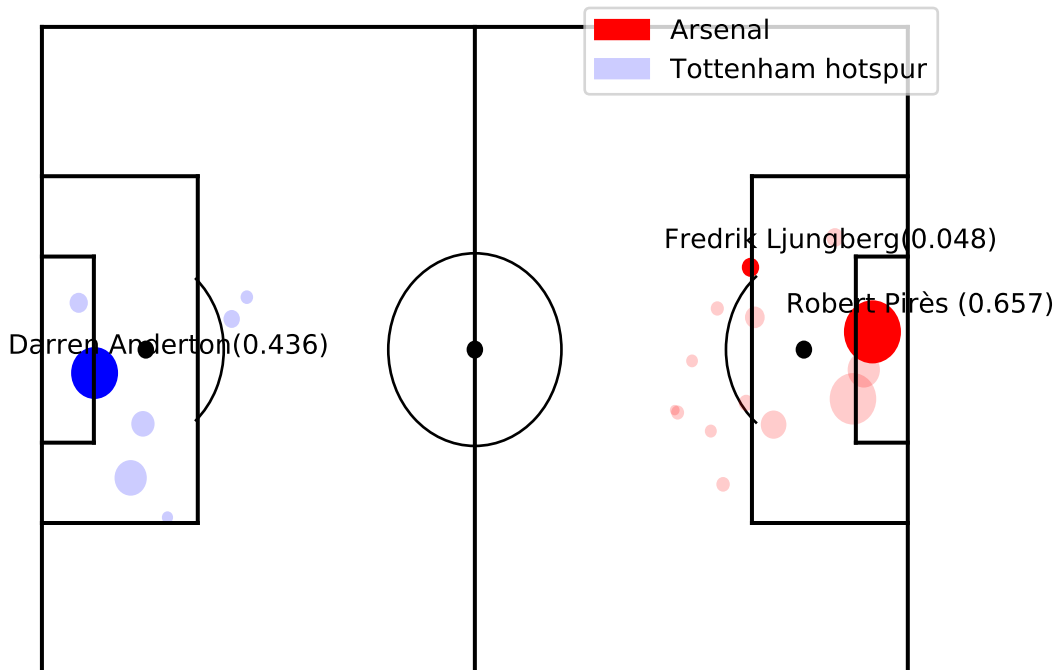 Arsenal
Tottenham hotspur
Fredrik Ljungberg(0.048)
Robert Pirès (0.657)
Darren Anderton(0.436)